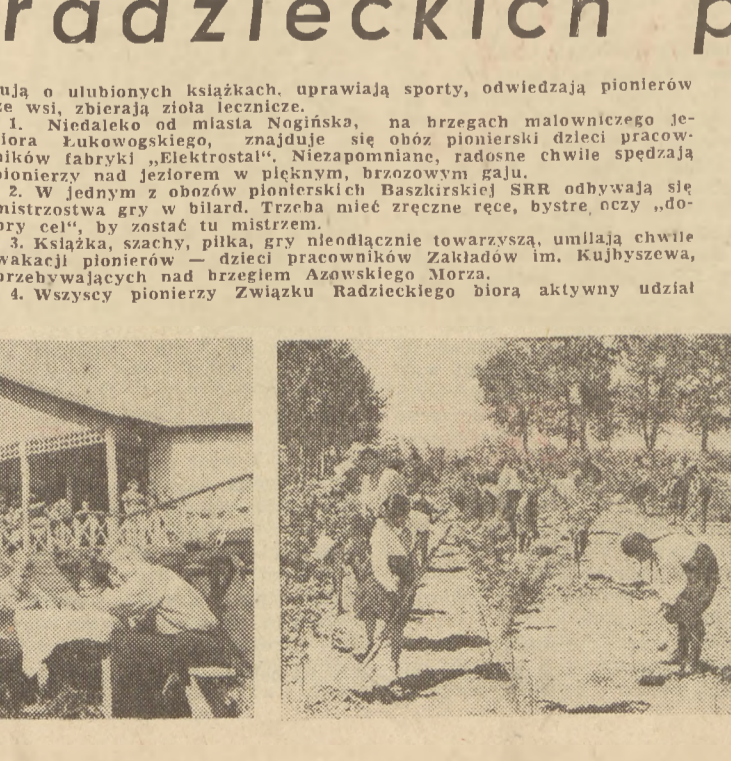 radzieckich p
ują o ulubionych książkach, uprawiają sporty, odwiedzają pionierów
ze wsi, zbierają zioła lecznicze.
1. Niedaleko od miasta Nogińska, na brzegach malowniczego je-
iora Łukowogskiego, znajduje się obóz pionierski dzieci pracow-
ików fabryki „Elektrostal“. Niezapomniane, radosne chwile spędzają
pionierzy nad jeziorem w pięknym, brzozowym gaju.
2. W jednym z obozów pionierskich Baszkirskiej SRR odbywają się
mistrzostwa gry w bilard. Trzeba mieć zręczne ręce, bystre oczy „do-
bry cel“, by zostać tu mistrzem.
3. Książka, szachy, piłka, gry nieodłącznie towarzyszą, umilają chwile
wakacji pionierów — dzieci pracowników Zakładów im. Kujbyszewa,
przebywających nad brzegiem Azowskiego Morza.
4. Wszyscy pionierzy Związku Radzieckiego biorą aktywny udział